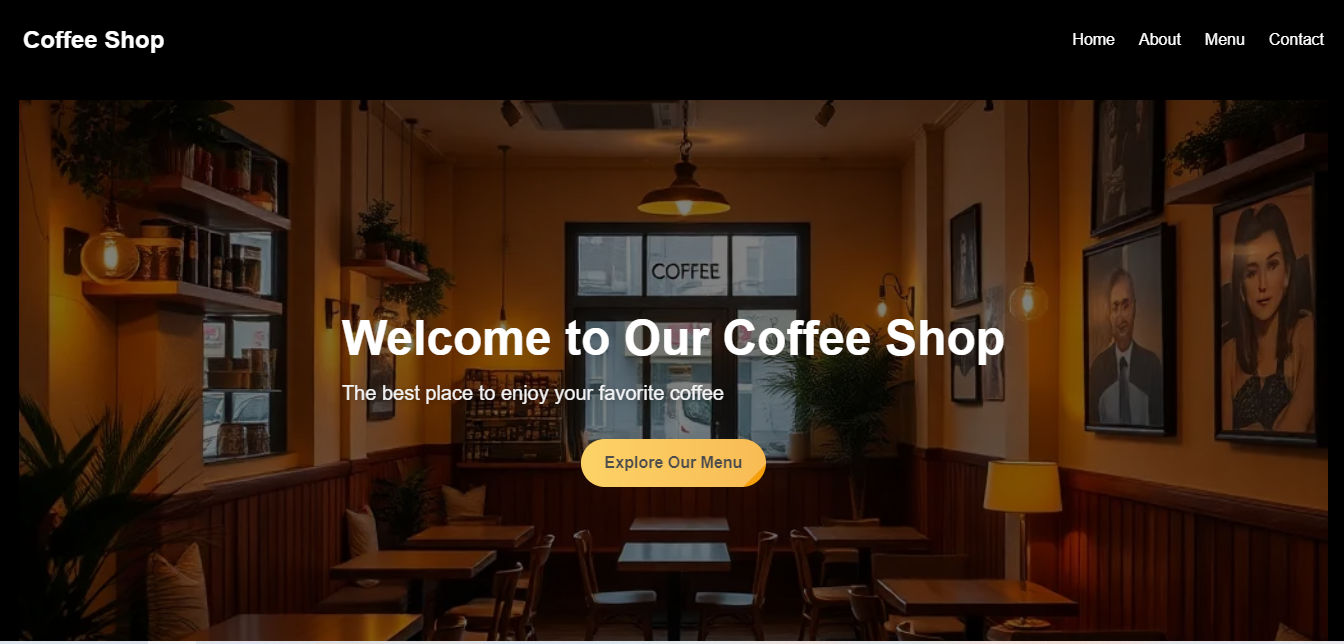 Coffee Shop
Home About Menu Contact
COFFEE
Welcome to Our Coffee Shop
The best place to enjoy your favorite coffee
Explore Our Menu